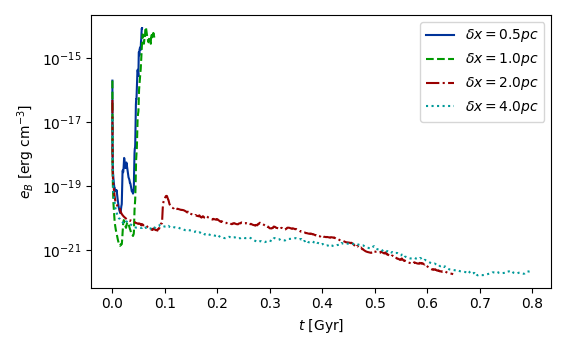 10⁻¹⁵
10⁻¹⁷
10⁻¹⁹
10⁻²¹
e_B [erg cm⁻³]
δx = 0.5pc
δx = 1.0pc
δx = 2.0pc
δx = 4.0pc
0.0 0.1 0.2 0.3 0.4 0.5 0.6 0.7 0.8
t [Gyr]